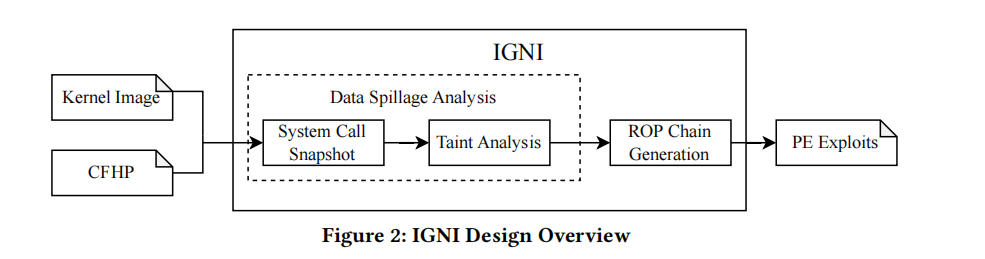 IGNI
Kernel Image
Data Spillage Analysis
System Call
Snapshot
Taint Analysis
ROP Chain
Generation
PE Exploits
CFHP
Figure 2: IGNI Design Overview